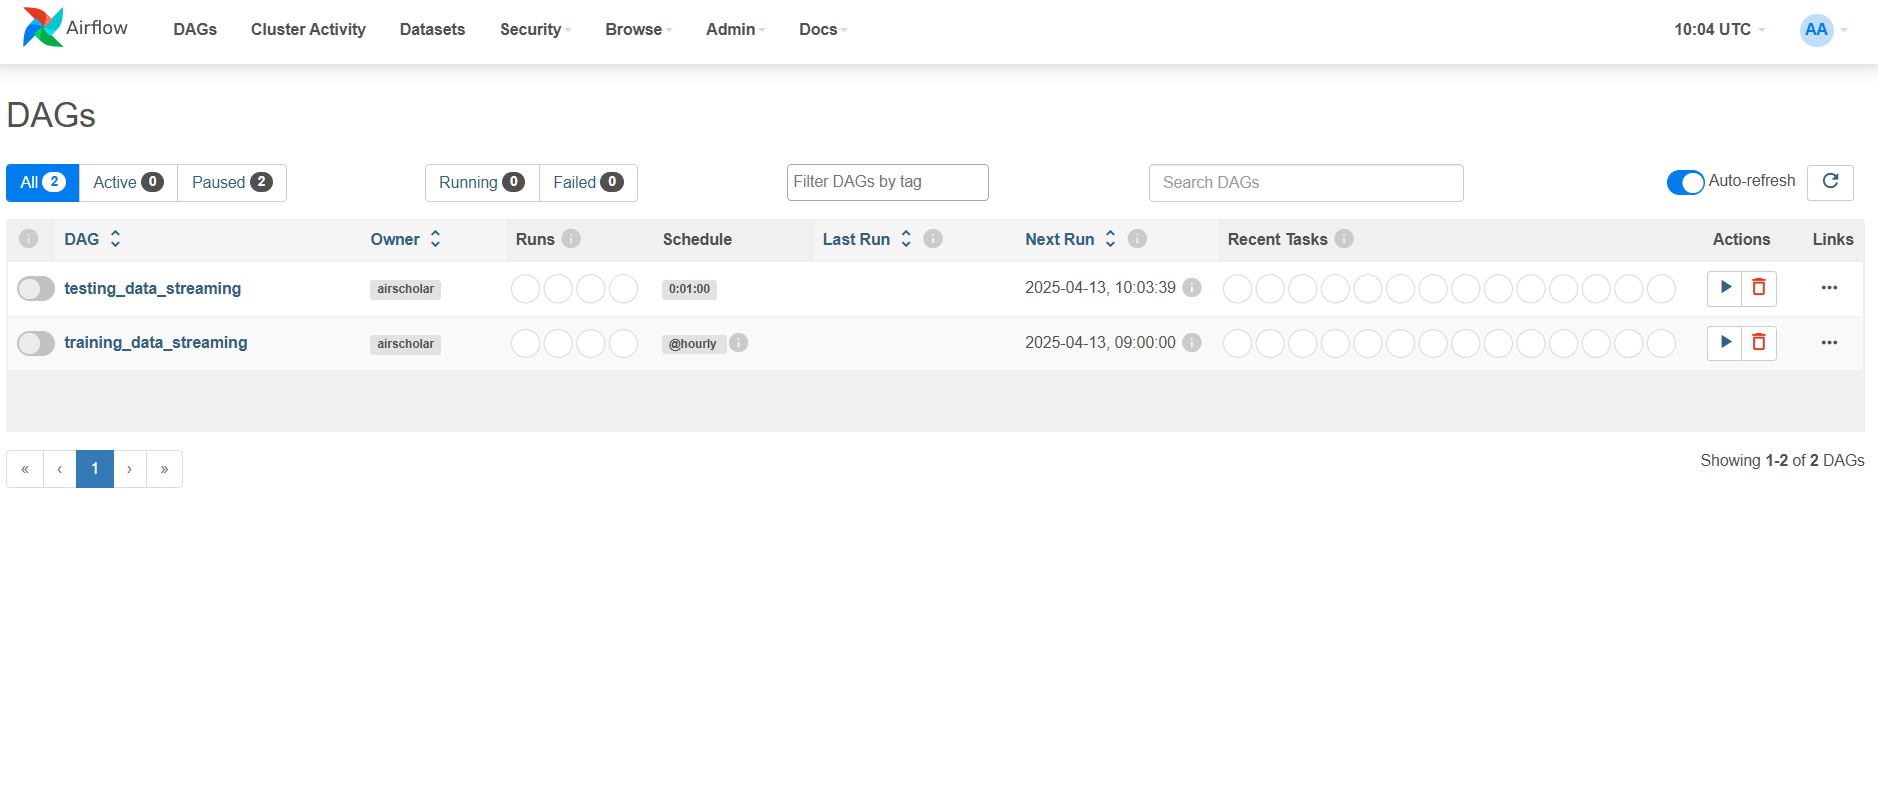 Airflow DAGs Cluster Activity Datasets Security Browse Admin Docs 10:04 UTC AA
DAGs
All 2 Active 0 Paused 2 Running 0 Failed 0 Filter DAGs by tag Search DAGs Auto-refresh
DAG Owner Runs Schedule Last Run Next Run Recent Tasks Actions Links
testing_data_streaming airscholar 0:01:00 2025-04-13, 10:03:39
training_data_streaming airscholar @hourly 2025-04-13, 09:00:00
« ‹ 1 › » Showing 1-2 of 2 DAGs